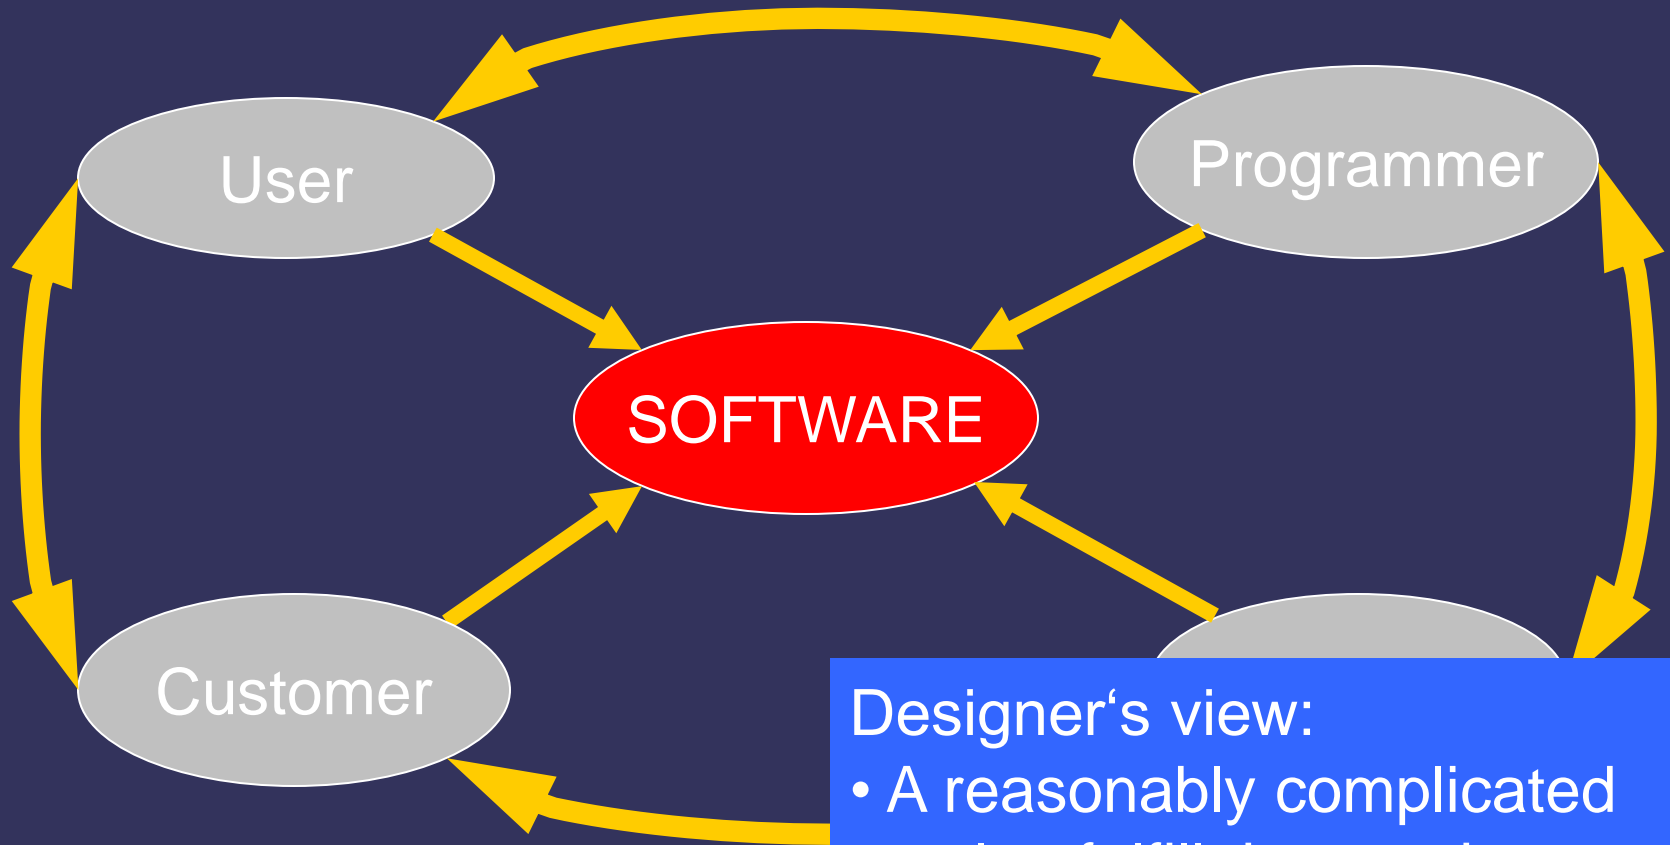 User
Programmer
SOFTWARE
Customer
Designer‘s view:
• A reasonably complicated